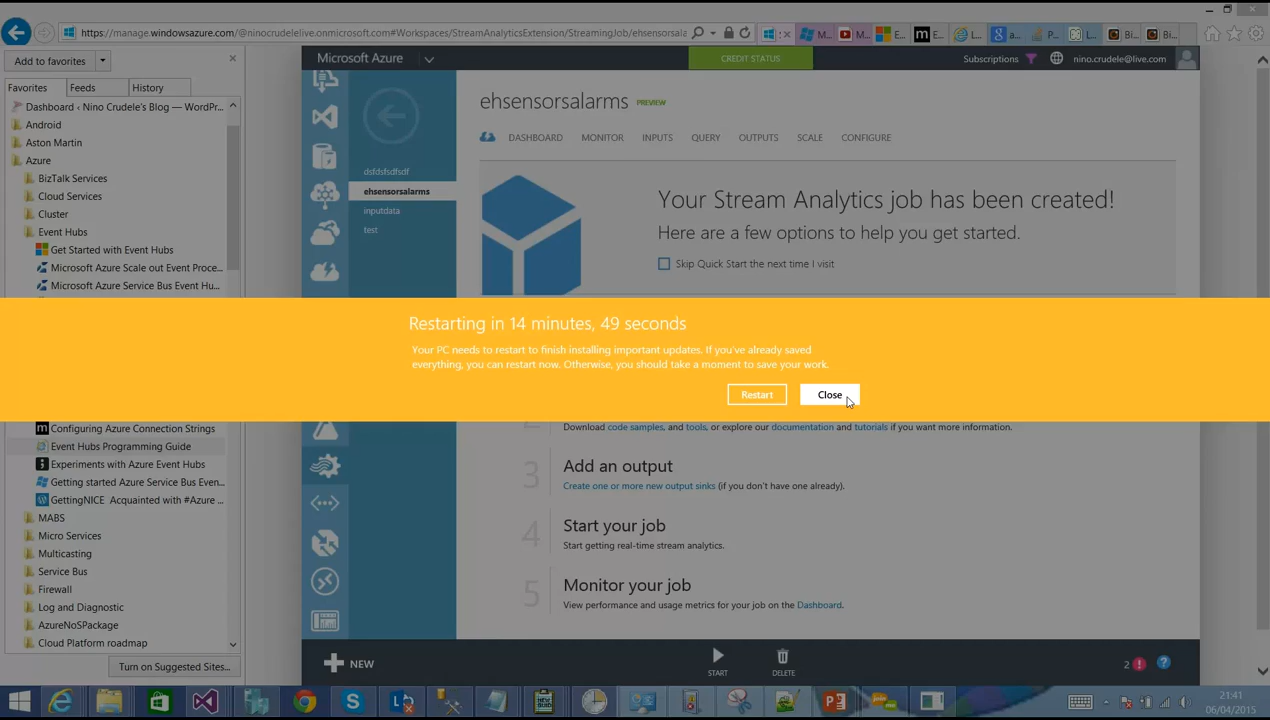 https://manage.windowsazure.com/@ninocrudelelive.onmicrosoft.com#Workspaces/StreamAnalyticsExtension/StreamingJob/ehsensorsala
M...
M...
E...
E...
L...
a...
P...
L...
Bi...
Bi...
Add to favorites
Favorites
Feeds
History
Dashboard ‹ Nino Crudele's Blog — WordPr...
Android
Aston Martin
Azure
BizTalk Services
Cloud Services
Cluster
Event Hubs
Get Started with Event Hubs
Microsoft Azure Scale out Event Proce...
Microsoft Azure Service Bus Event Hu...
Configuring Azure Connection Strings
Event Hubs Programming Guide
Experiments with Azure Event Hubs
Getting started Azure Service Bus Even...
GettingNICE Acquainted with #Azure ...
MABS
Micro Services
Multicasting
Service Bus
Firewall
Log and Diagnostic
AzureNoSPackage
Cloud Platform roadmap
Turn on Suggested Sites...
Microsoft Azure
CREDIT STATUS
Subscriptions
nino.crudele@live.com
dsfdsfsdfsdf
ehsensorsalarms
inputdata
test
ehsensorsalarms PREVIEW
DASHBOARD MONITOR INPUTS QUERY OUTPUTS SCALE CONFIGURE
Your Stream Analytics job has been created!
Here are a few options to help you get started.
Skip Quick Start the next time I visit
Restarting in 14 minutes, 49 seconds
Your PC needs to restart to finish installing important updates. If you've already saved
everything, you can restart now. Otherwise, you should take a moment to save your work.
Restart
Close
Download code samples, and tools, or explore our documentation and tutorials if you want more information.
3
Add an output
Create one or more new output sinks (if you don't have one already).
4
Start your job
Start getting real-time stream analytics.
5
Monitor your job
View performance and usage metrics for your job on the Dashboard.
NEW
START
DELETE
2
21:41
06/04/2015